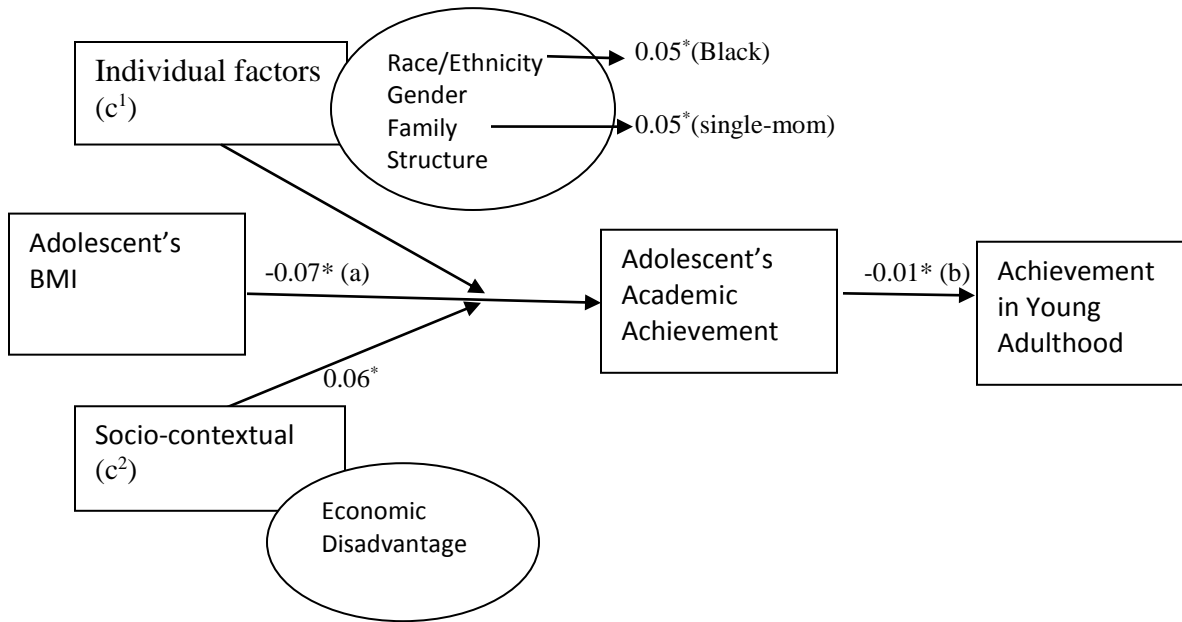 Individual factors
(c¹)
Race/Ethnicity
Gender
Family
Structure
0.05*(Black)
0.05*(single-mom)
Adolescent’s
BMI
-0.07* (a)
Adolescent’s
Academic
Achievement
-0.01* (b)
Achievement
in Young
Adulthood
0.06*
Socio-contextual
(c²)
Economic
Disadvantage